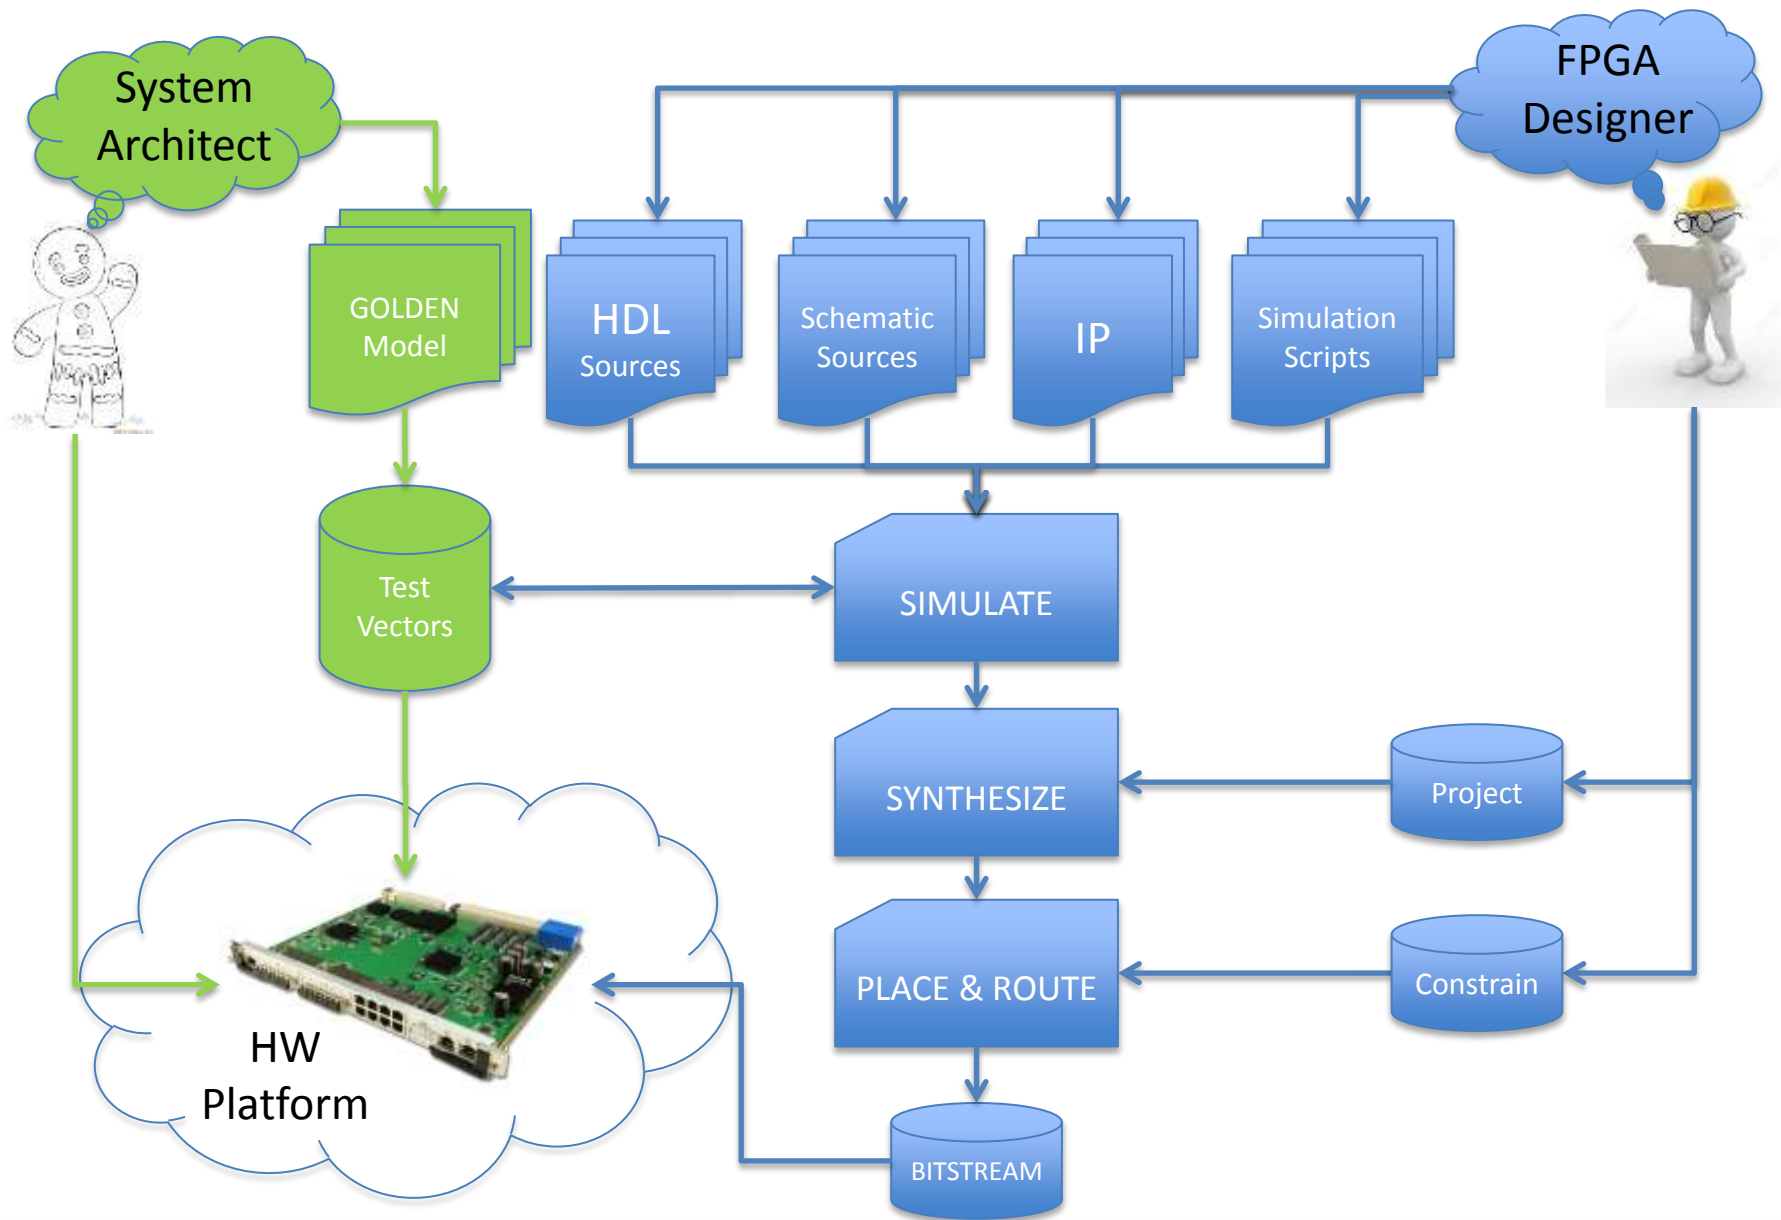 System
Architect
FPGA
Designer
GOLDEN
Model
HDL
Sources
Schematic
Sources
IP
Simulation
Scripts
Test
Vectors
SIMULATE
SYNTHESIZE
Project
PLACE & ROUTE
Constrain
HW
Platform
BITSTREAM